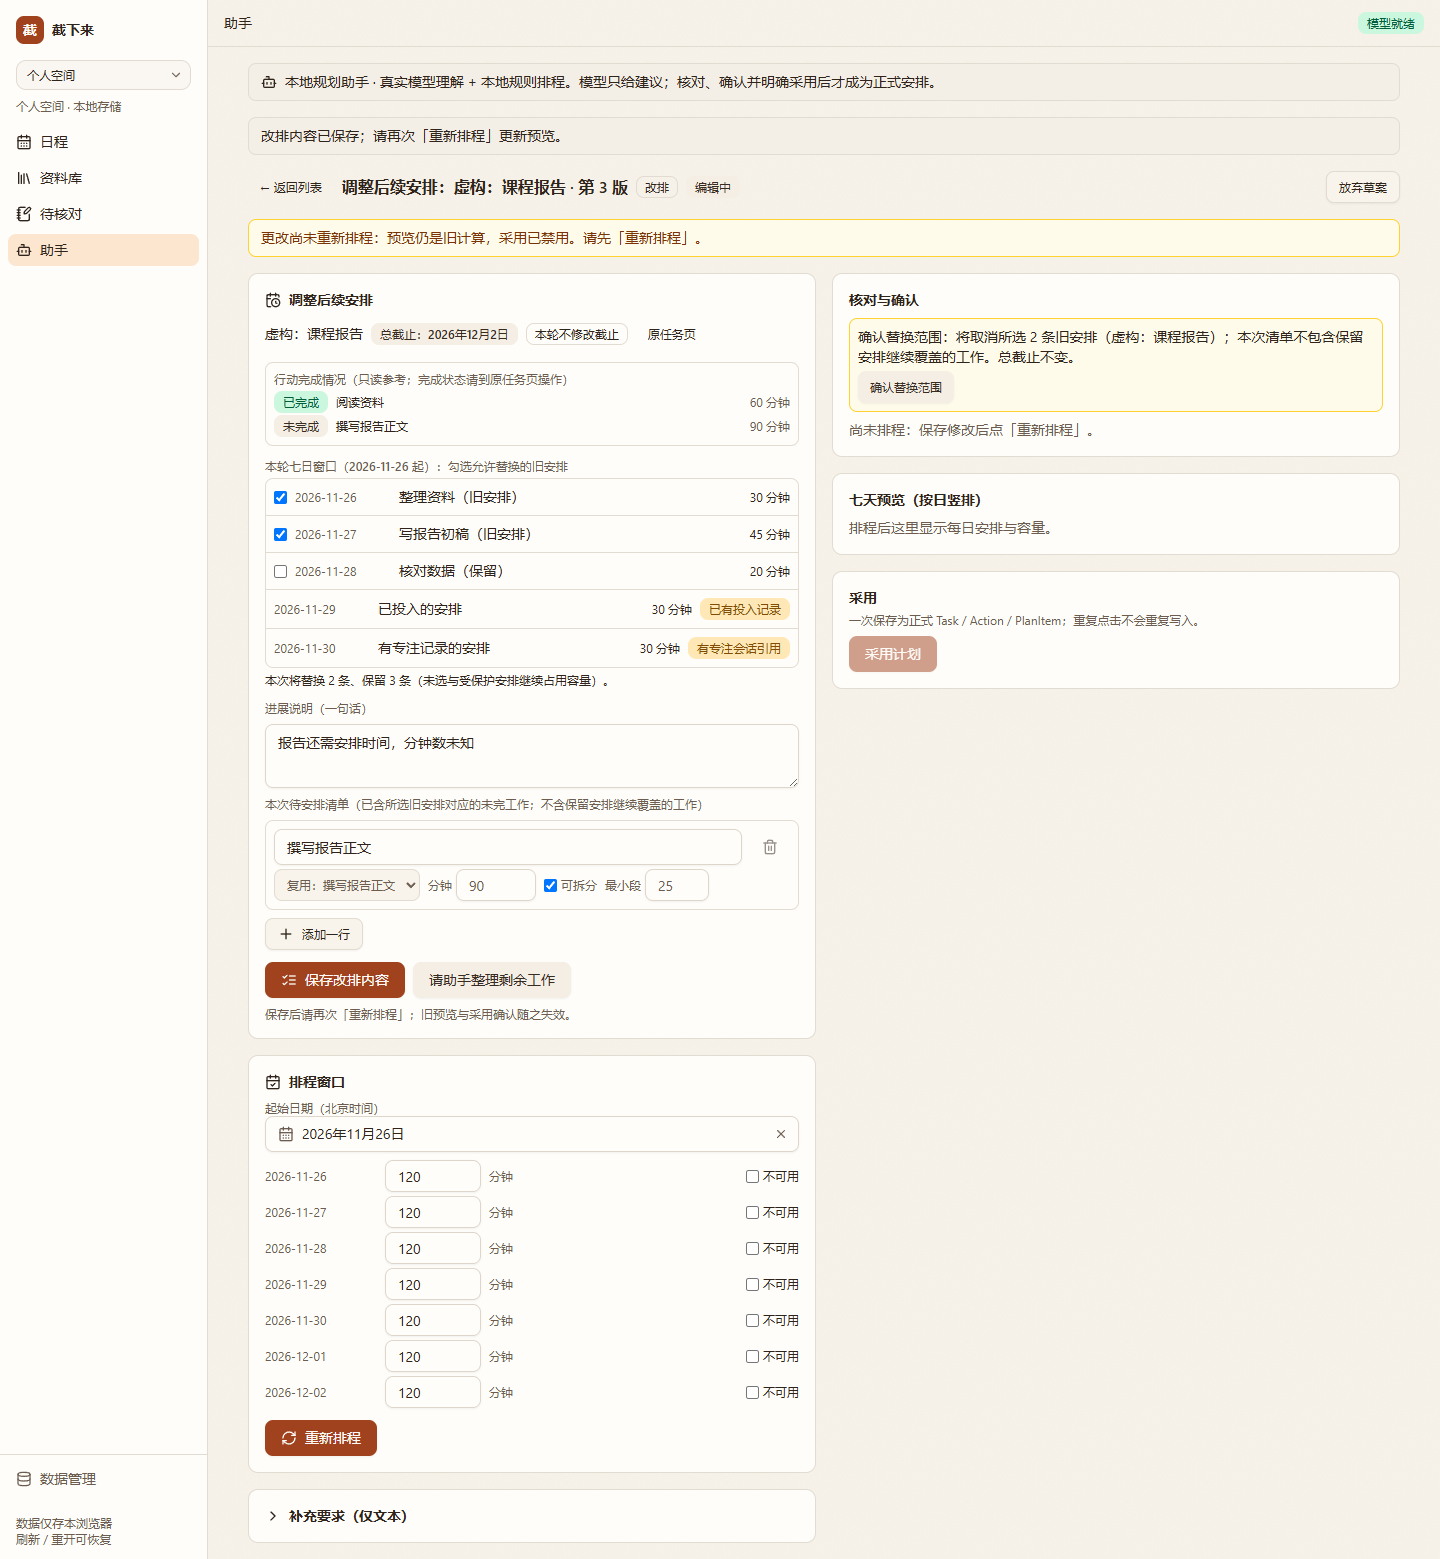 截 截下来
个人空间
个人空间 · 本地存储
日程
资料库
待核对
助手
数据管理
数据仅存本浏览器
刷新 / 重开可恢复
助手
模型就绪
本地规划助手 · 真实模型理解 + 本地规则排程。模型只给建议；核对、确认并明确采用后才成为正式安排。
改排内容已保存；请再次「重新排程」更新预览。
← 返回列表 调整后续安排：虚构：课程报告 · 第 3 版 改排 编辑中 放弃草案
更改尚未重新排程：预览仍是旧计算，采用已禁用。请先「重新排程」。
调整后续安排
虚构：课程报告 总截止：2026年12月2日 本轮不修改截止 原任务页
行动完成情况（只读参考；完成状态请到原任务页操作）
已完成 阅读资料 60 分钟
未完成 撰写报告正文 90 分钟
本轮七日窗口（2026-11-26 起）：勾选允许替换的旧安排
2026-11-26 整理资料（旧安排） 30 分钟
2026-11-27 写报告初稿（旧安排） 45 分钟
2026-11-28 核对数据（保留） 20 分钟
2026-11-29 已投入的安排 30 分钟 已有投入记录
2026-11-30 有专注记录的安排 30 分钟 有专注会话引用
本次将替换 2 条、保留 3 条（未选与受保护安排继续占用容量）。
进展说明（一句话）
报告还需安排时间，分钟数未知
本次待安排清单（已含所选旧安排对应的未完工作；不含保留安排继续覆盖的工作）
撰写报告正文
复用：撰写报告正文 分钟 90 可拆分 最小段 25
添加一行
保存改排内容 请助手整理剩余工作
保存后请再次「重新排程」；旧预览与采用确认随之失效。
排程窗口
起始日期（北京时间）
2026年11月26日
2026-11-26 120 分钟 不可用
2026-11-27 120 分钟 不可用
2026-11-28 120 分钟 不可用
2026-11-29 120 分钟 不可用
2026-11-30 120 分钟 不可用
2026-12-01 120 分钟 不可用
2026-12-02 120 分钟 不可用
重新排程
补充要求（仅文本）
核对与确认
确认替换范围：将取消所选 2 条旧安排（虚构：课程报告）；本次清单不包含保留
安排继续覆盖的工作。总截止不变。
确认替换范围
尚未排程：保存修改后点「重新排程」。
七天预览（按日竖排）
排程后这里显示每日安排与容量。
采用
一次保存为正式 Task / Action / PlanItem；重复点击不会重复写入。
采用计划